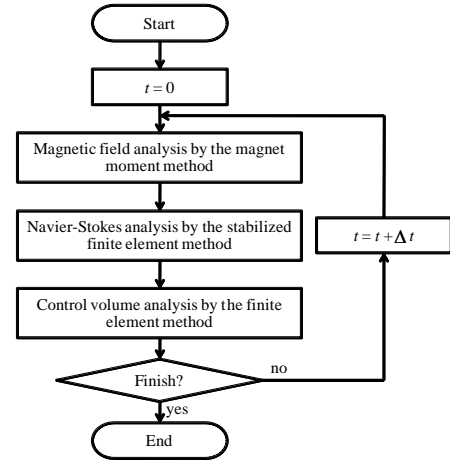 Start
t = 0
Magnetic field analysis by the magnet
moment method
Navier-Stokes analysis by the stabilized
finite element method
t = t + Δ t
Control volume analysis by the finite
element method
Finish?
no
yes
End